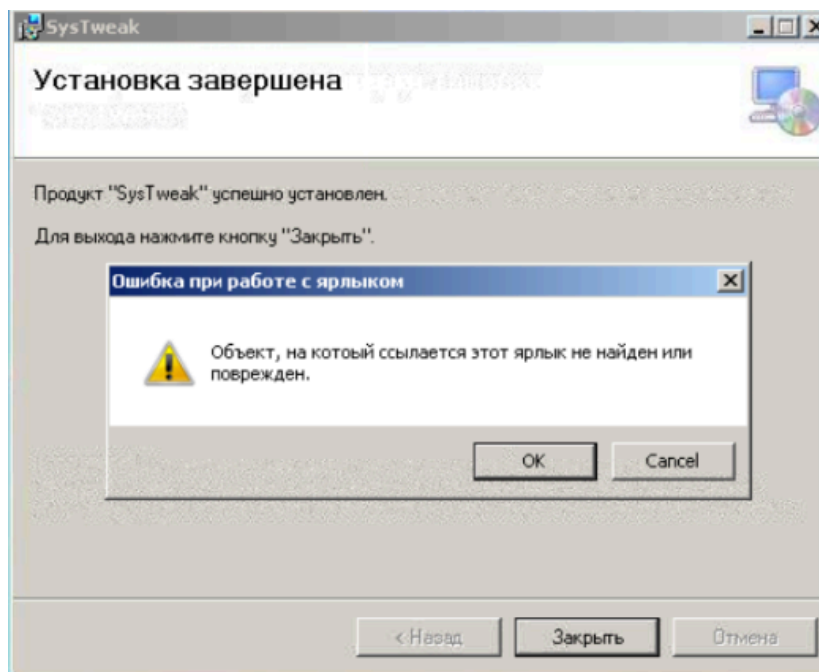 SysTweak
Установка завершена
Продукт "SysTweak" успешно установлен.
Для выхода нажмите кнопку "Закрыть".
Ошибка при работе с ярлыком
Объект, на котоый ссылается этот ярлык не найден или
поврежден.
OK
Cancel
< Назад
Закрыть
Отмена